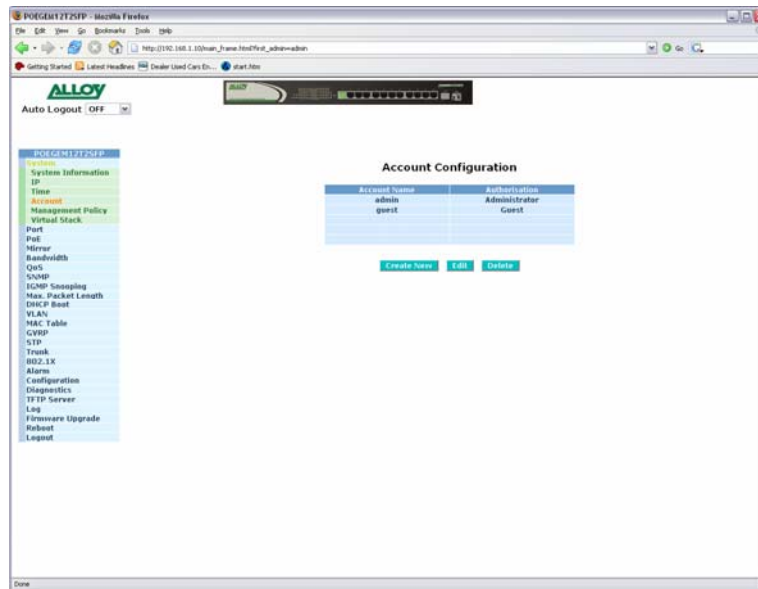 POEGEM12T2SFP - Mozilla Firefox
File Edit View Go Bookmarks Tools Help
http://192.168.1.10/main_frame.html?first_admin=admin
Go
Getting Started Latest Headlines Dealer Used Cars En... start.htm
ALLOY
Auto Logout OFF
ALLOY
POEGEM12T2SFP
System
System Information
IP
Time
Account
Management Policy
Virtual Stack
Port
PoE
Mirror
Bandwidth
QoS
SNMP
IGMP Snooping
Max. Packet Length
DHCP Boot
VLAN
MAC Table
GVRP
STP
Trunk
802.1X
Alarm
Configuration
Diagnostics
TFTP Server
Log
Firmware Upgrade
Reboot
Logout
Account Configuration
Account Name Authorisation
admin Administrator
guest Guest
Create New Edit Delete
Done